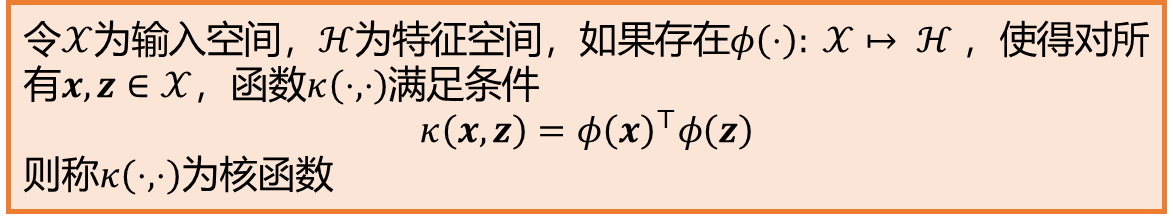 令𝒳为输入空间，ℋ为特征空间，如果存在𝜙(·): 𝒳 ↦ ℋ ，使得对所
有𝒙, 𝒛 ∈ 𝒳，函数𝜅(·,·)满足条件
𝜅(𝒙, 𝒛) = 𝜙(𝒙)⊤𝜙(𝒛)
则称𝜅(·,·)为核函数